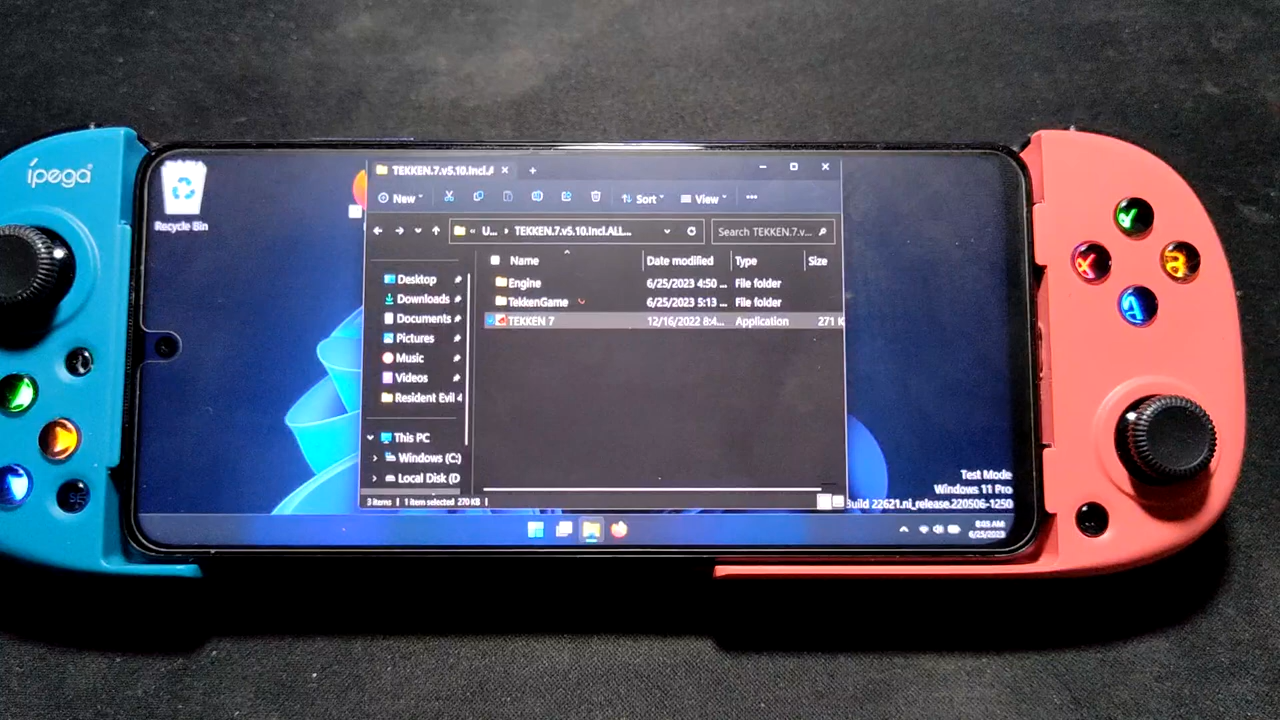 ípega
Recycle Bin
TEKKEN.7.v5.10.Incl.A
New
Sort
View
U...
TEKKEN.7.v5.10.Incl.ALL...
Search TEKKEN.7.v...
Name
Date modified
Type
Size
Desktop
Engine
6/25/2023 4:50 ...
File folder
Downloads
TekkenGame
6/25/2023 5:13 ...
File folder
Documents
TEKKEN 7
12/16/2022 8:4...
Application
271 K
Pictures
Music
Videos
Resident Evil 4
This PC
Windows (C:)
Local Disk (D
3 items
1 item selected 270 KB
Test Mode
Windows 11 Pro
Build 22621.ni_release.220506-1250
8:05 AM
6/25/2023
Y
X
B
A